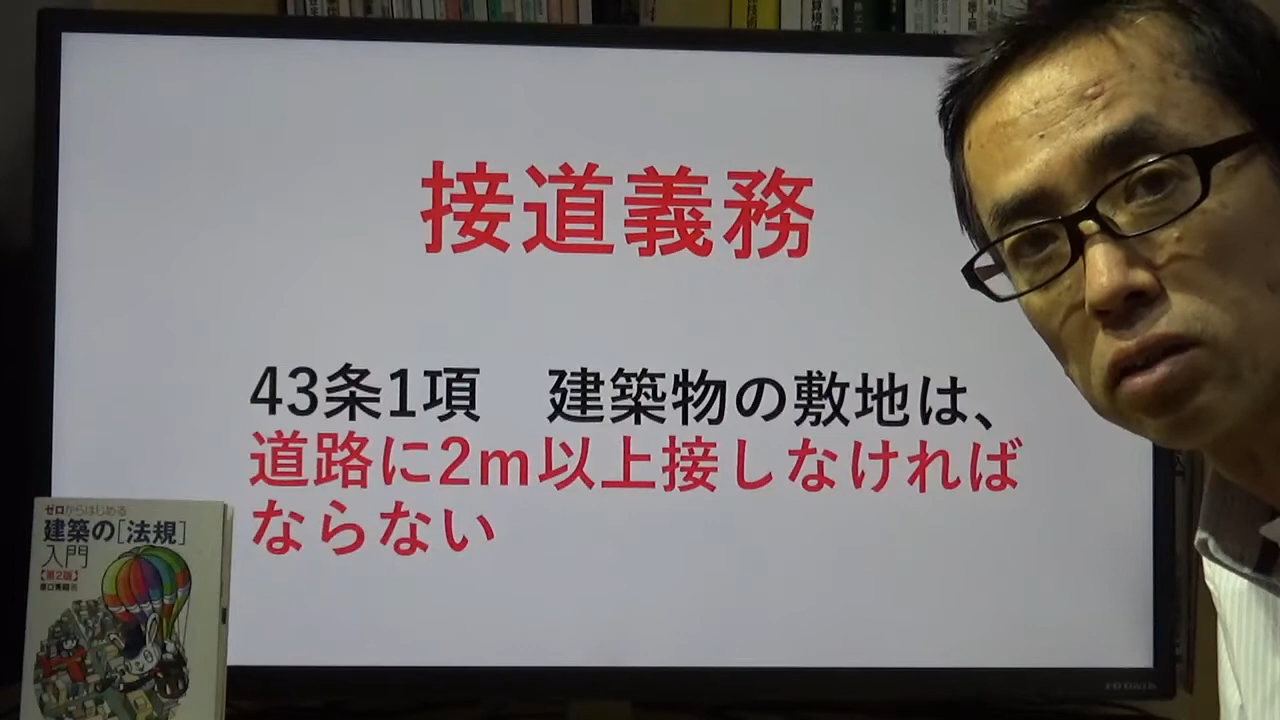 接道義務
43条1項　建築物の敷地は、
道路に2m以上接しなければ
ならない
ゼロからはじめる
建築の［法規］
入門
【第2版】
I-O DATA